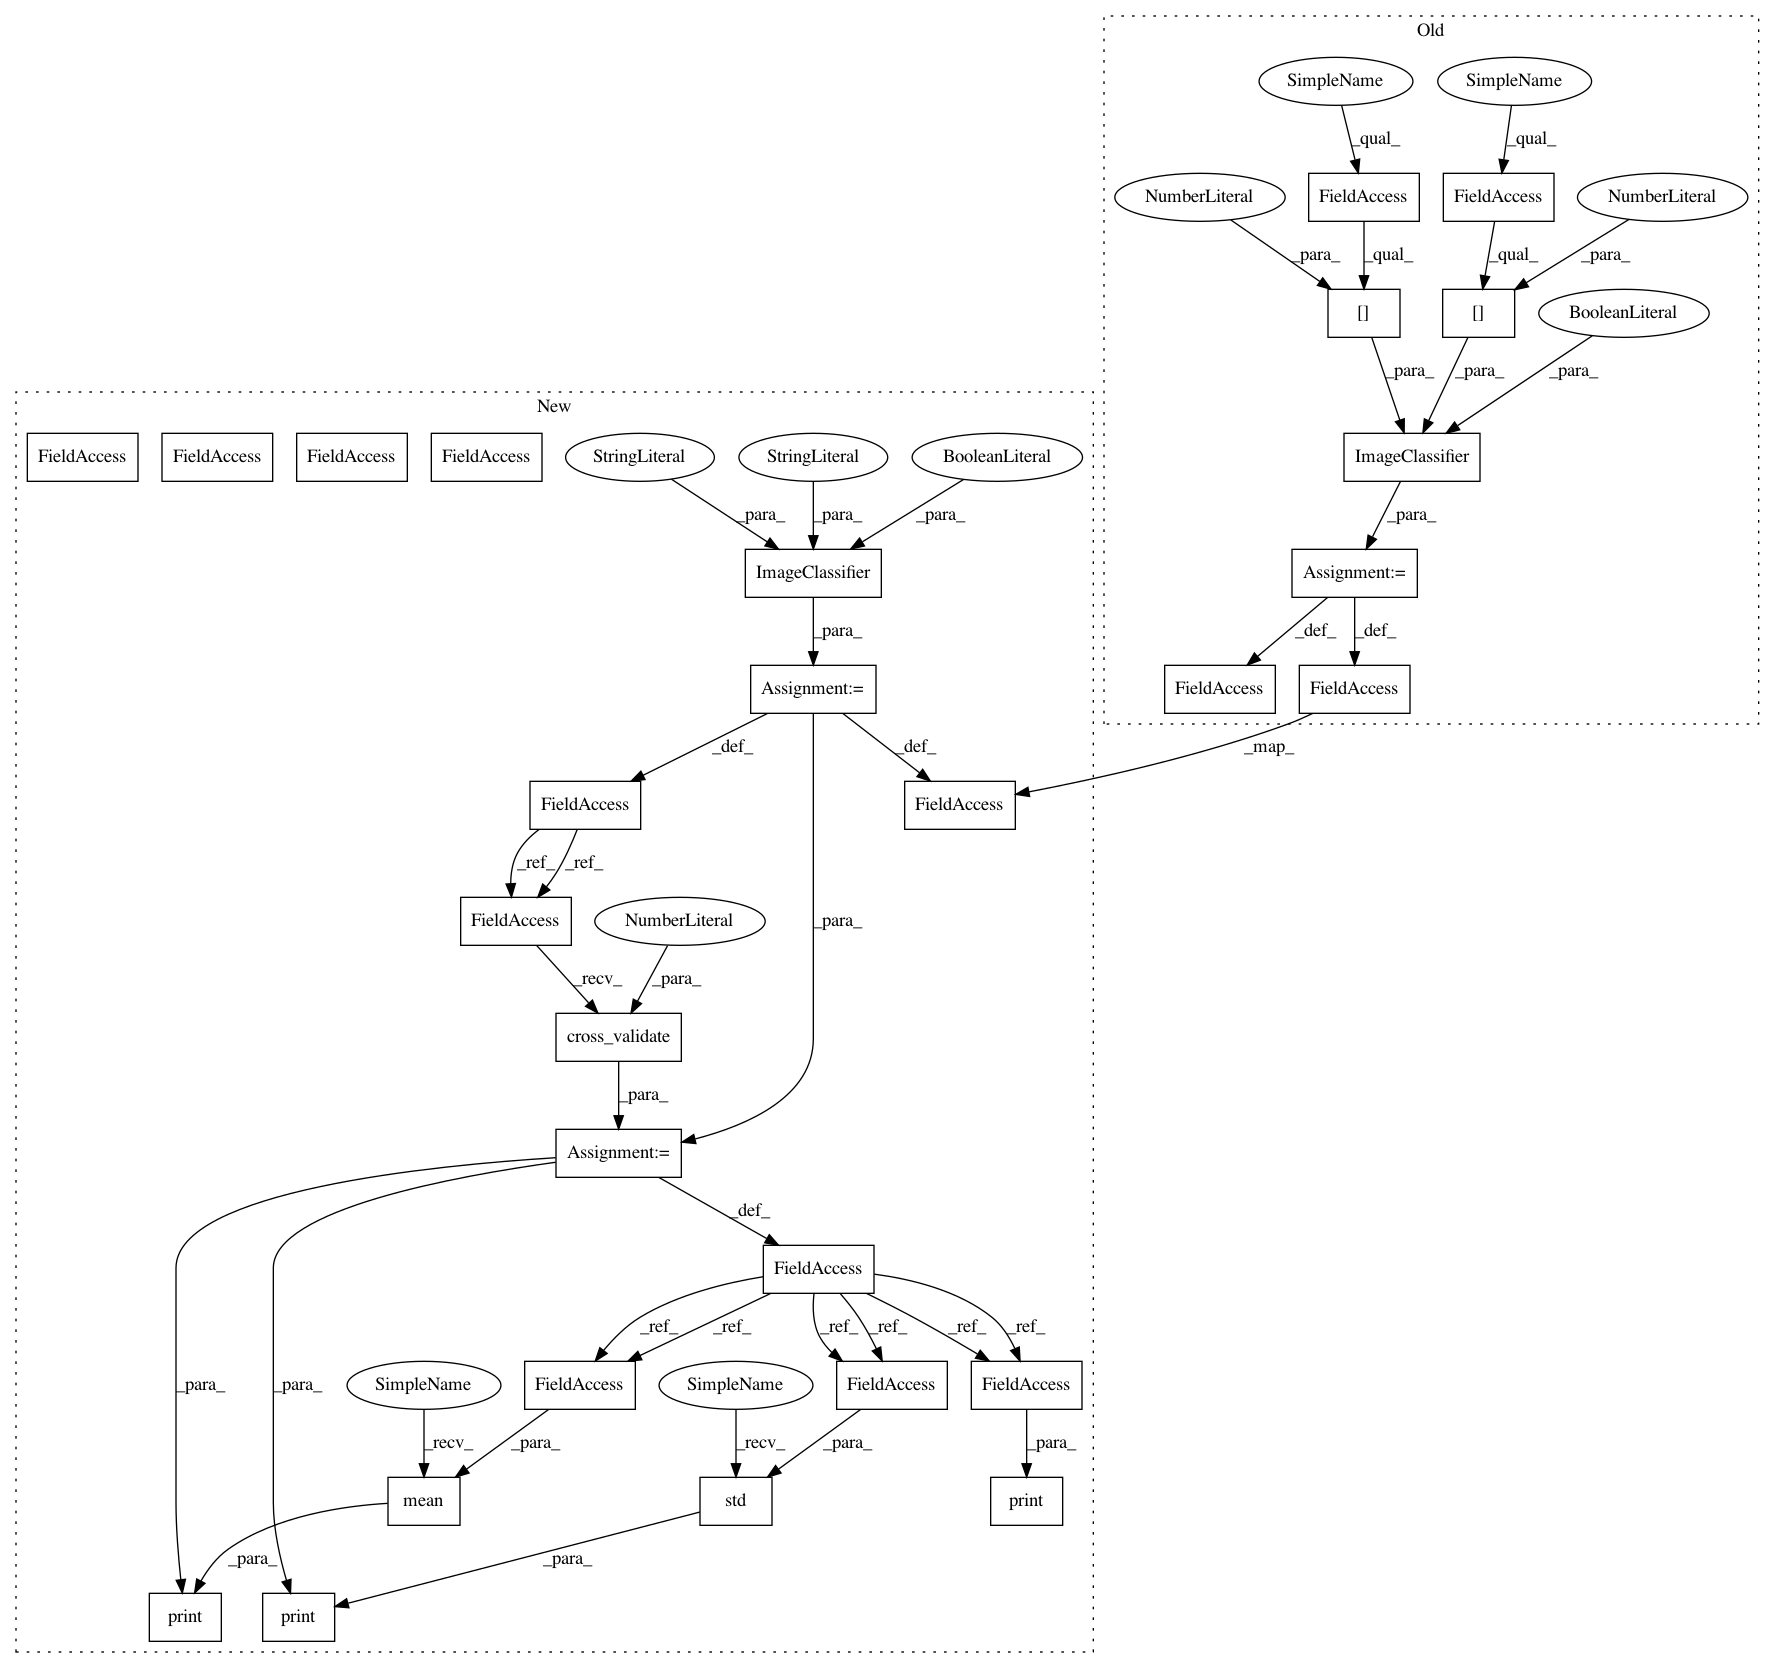 Old
SimpleName
SimpleName
_qual_
_qual_
NumberLiteral
FieldAccess
FieldAccess
NumberLiteral
_para_
_qual_
_qual_
_para_
[]
[]
BooleanLiteral
_para_
_para_
_para_
New
FieldAccess
FieldAccess
FieldAccess
FieldAccess
StringLiteral
StringLiteral
BooleanLiteral
ImageClassifier
_para_
_para_
_para_
_para_
ImageClassifier
Assignment:=
_para_
_def_
_def_
Assignment:=
FieldAccess
FieldAccess
_def_
_def_
_map_
FieldAccess
FieldAccess
_ref_
_ref_
FieldAccess
NumberLiteral
_para_
_recv_
_para_
cross_validate
_para_
Assignment:=
_def_
FieldAccess
_ref_
_ref_
_ref_
_ref_
_ref_
_ref_
_para_
_para_
SimpleName
FieldAccess
SimpleName
FieldAccess
FieldAccess
_recv_
_para_
_recv_
_para_
_para_
mean
std
print
_para_
_para_
print
print